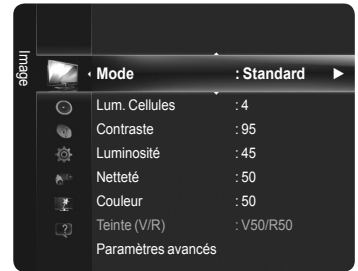 Image
Mode : Standard
Lum. Cellules : 4
Contraste : 95
Luminosité : 45
Netteté : 50
Couleur : 50
Teinte (V/R) : V50/R50
Paramètres avancés